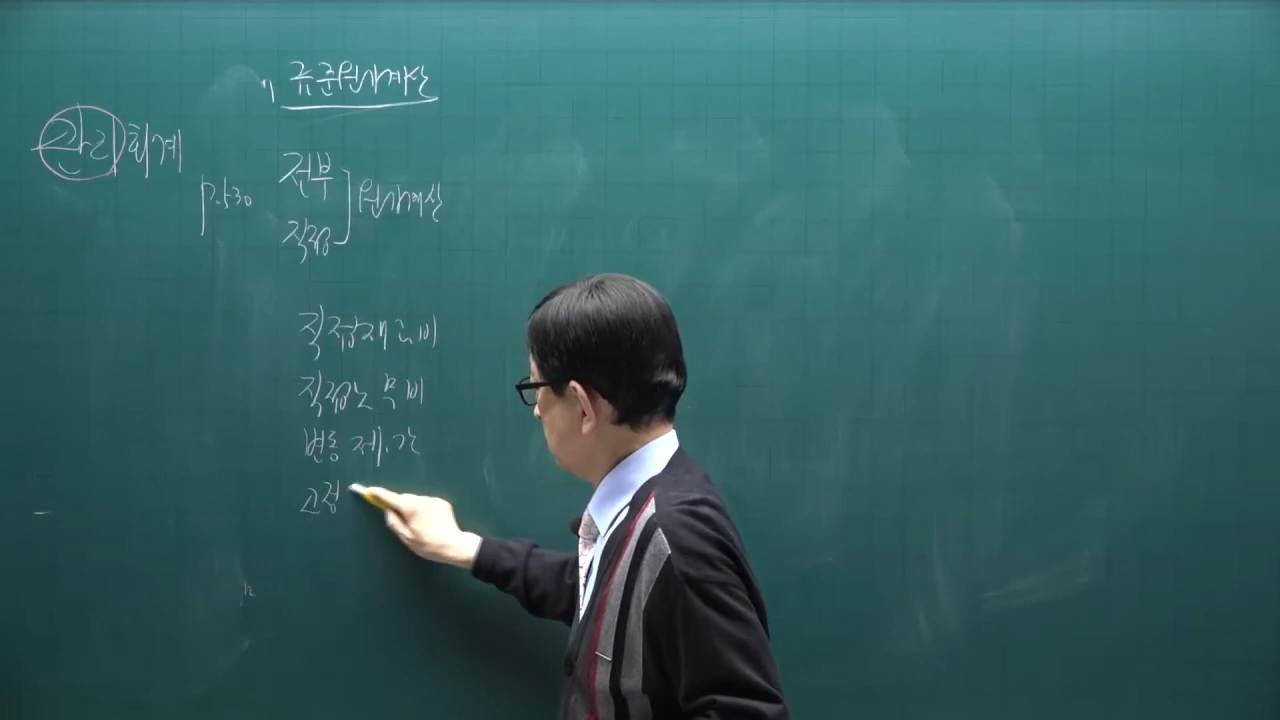 표준원가계산
관리회계
전부
직접
원가계산
p.530
직접재료비
직접노무비
변동 제.간
고정